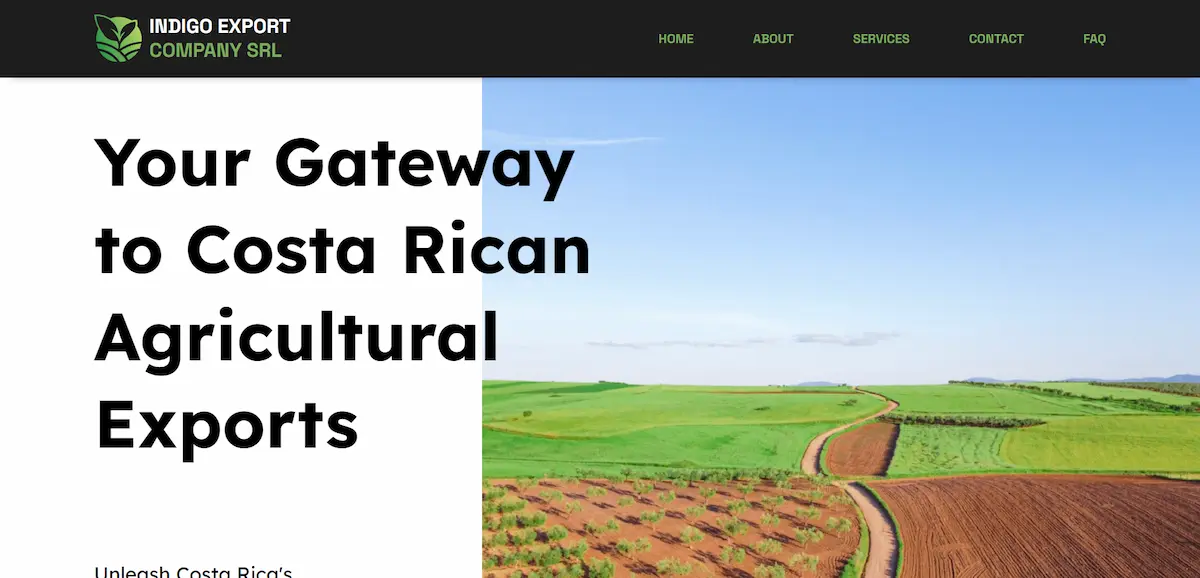 INDIGO EXPORT
COMPANY SRL
HOME ABOUT SERVICES CONTACT FAQ
Your Gateway
to Costa Rican
Agricultural
Exports
Unleash Costa Rica's